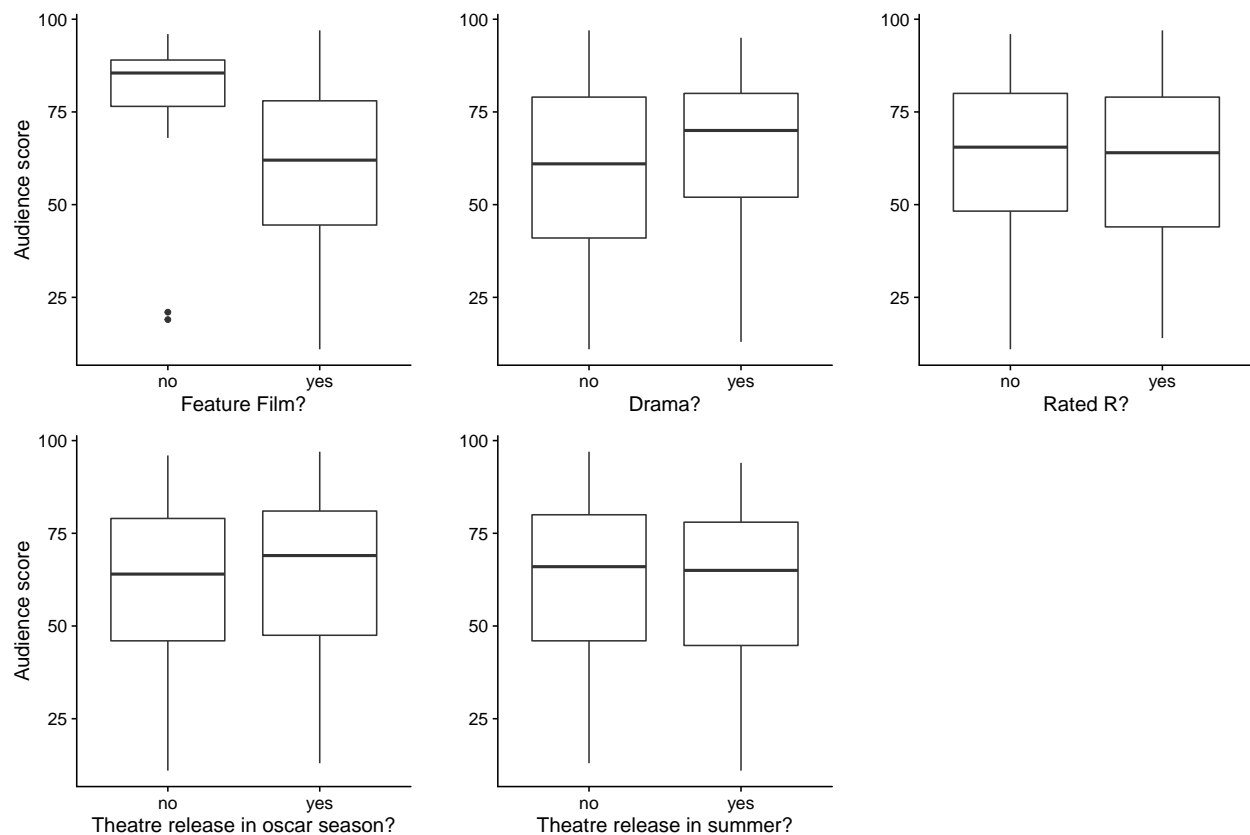 100
75
50
25
Audience score
no yes
Feature Film?
100
75
50
25
no yes
Drama?
100
75
50
25
no yes
Rated R?
100
75
50
25
Audience score
no yes
Theatre release in oscar season?
100
75
50
25
no yes
Theatre release in summer?